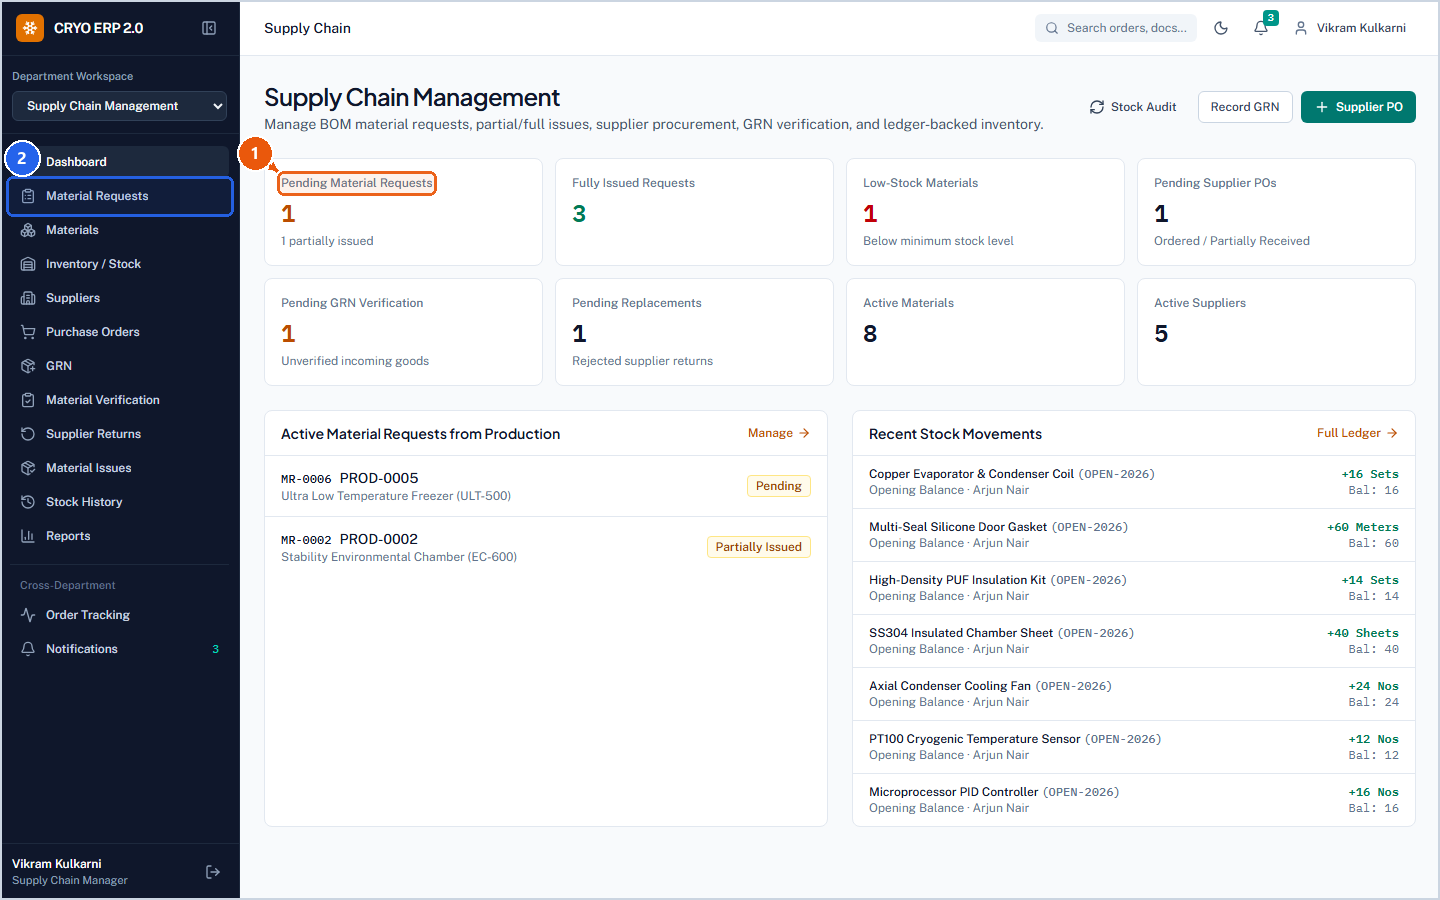 CRYO ERP 2.0
Department Workspace
Supply Chain Management
2
Dashboard
Material Requests
Materials
Inventory / Stock
Suppliers
Purchase Orders
GRN
Material Verification
Supplier Returns
Material Issues
Stock History
Reports
Cross-Department
Order Tracking
Notifications 3
Vikram Kulkarni
Supply Chain Manager
Supply Chain
Search orders, docs...
3
Vikram Kulkarni
Supply Chain Management
Manage BOM material requests, partial/full issues, supplier procurement, GRN verification, and ledger-backed inventory.
Stock Audit
Record GRN
Supplier PO
1
Pending Material Requests
1
1 partially issued
Fully Issued Requests
3
Low-Stock Materials
1
Below minimum stock level
Pending Supplier POs
1
Ordered / Partially Received
Pending GRN Verification
1
Unverified incoming goods
Pending Replacements
1
Rejected supplier returns
Active Materials
8
Active Suppliers
5
Active Material Requests from Production
Manage →
MR-0006 PROD-0005
Ultra Low Temperature Freezer (ULT-500)
Pending
MR-0002 PROD-0002
Stability Environmental Chamber (EC-600)
Partially Issued
Recent Stock Movements
Full Ledger →
Copper Evaporator & Condenser Coil (OPEN-2026) +16 Sets
Opening Balance · Arjun Nair Bal: 16
Multi-Seal Silicone Door Gasket (OPEN-2026) +60 Meters
Opening Balance · Arjun Nair Bal: 60
High-Density PUF Insulation Kit (OPEN-2026) +14 Sets
Opening Balance · Arjun Nair Bal: 14
SS304 Insulated Chamber Sheet (OPEN-2026) +40 Sheets
Opening Balance · Arjun Nair Bal: 40
Axial Condenser Cooling Fan (OPEN-2026) +24 Nos
Opening Balance · Arjun Nair Bal: 24
PT100 Cryogenic Temperature Sensor (OPEN-2026) +12 Nos
Opening Balance · Arjun Nair Bal: 12
Microprocessor PID Controller (OPEN-2026) +16 Nos
Opening Balance · Arjun Nair Bal: 16